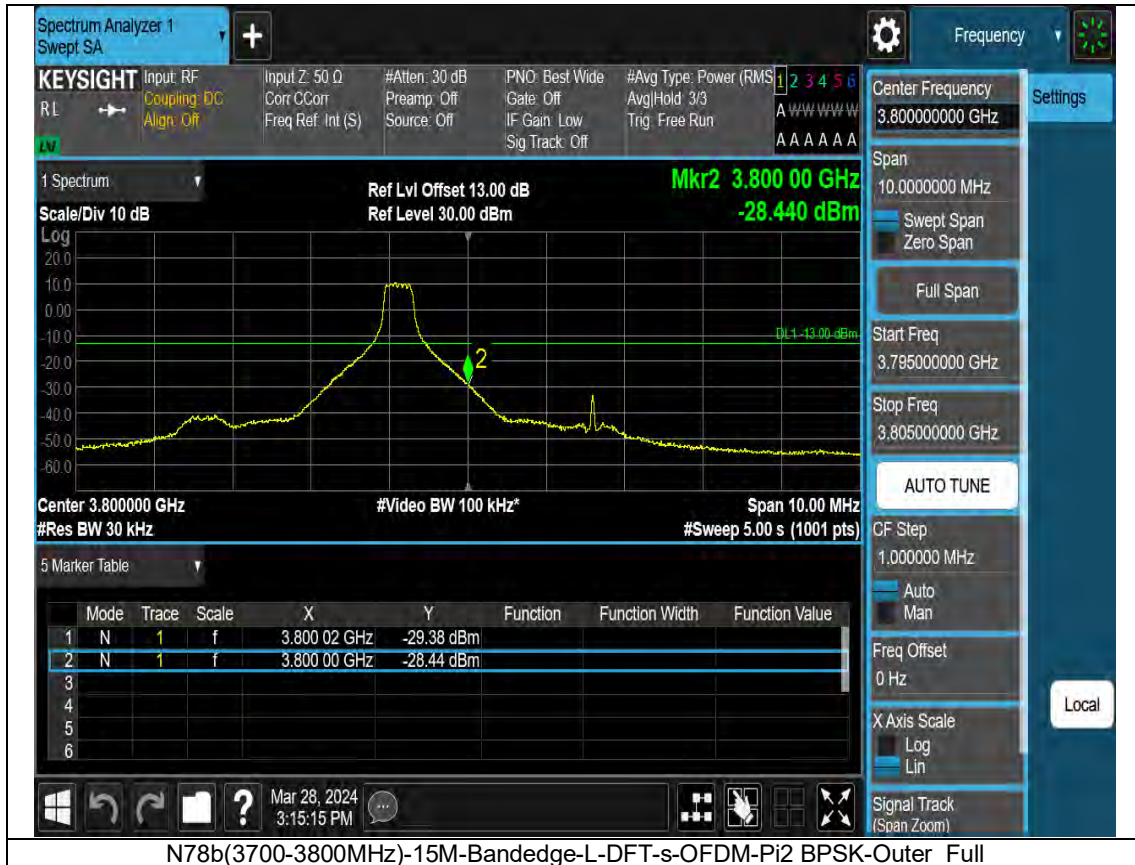 Spectrum Analyzer 1
Swept SA
Frequency
KEYSIGHT
RL
Input: RF
Coupling: DC
Align: Off
Input Z: 50 Ω
Corr CCorr
Freq Ref: Int (S)
#Atten: 30 dB
Preamp: Off
Source: Off
PNO: Best Wide
Gate: Off
IF Gain: Low
Sig Track: Off
#Avg Type: Power (RMS
Avg|Hold: 3/3
Trig: Free Run
1 2 3 4 5 6
A W W W W W
A A A A A A
1 Spectrum
Scale/Div 10 dB
Ref Lvl Offset 13.00 dB
Ref Level 30.00 dBm
Mkr2 3.800 00 GHz
-28.440 dBm
Log
20.0
10.0
0.00
-10.0
-20.0
-30.0
-40.0
-50.0
-60.0
DL1 -13.00 dBm
2
Center 3.800000 GHz
#Res BW 30 kHz
#Video BW 100 kHz*
Span 10.00 MHz
#Sweep 5.00 s (1001 pts)
5 Marker Table
Mode Trace Scale X Y Function Function Width Function Value
1 N 1 f 3.800 02 GHz -29.38 dBm
2 N 1 f 3.800 00 GHz -28.44 dBm
3
4
5
6
Mar 28, 2024
3:15:15 PM
Center Frequency
3.800000000 GHz
Settings
Span
10.0000000 MHz
Swept Span
Zero Span
Full Span
Start Freq
3.795000000 GHz
Stop Freq
3.805000000 GHz
AUTO TUNE
CF Step
1.000000 MHz
Auto
Man
Freq Offset
0 Hz
X Axis Scale
Log
Lin
Local
Signal Track
(Span Zoom)
N78b(3700-3800MHz)-15M-Bandedge-L-DFT-s-OFDM-Pi2 BPSK-Outer_Full